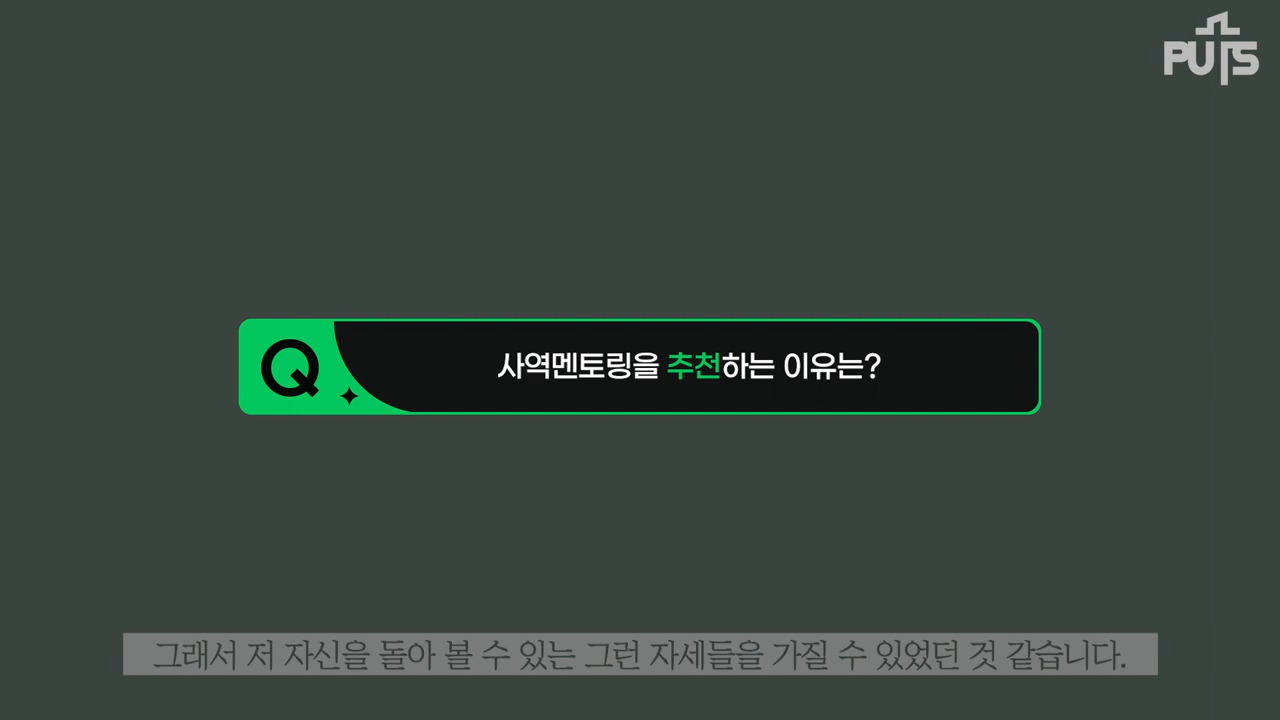 PUTS
Q
사역멘토링을 추천하는 이유는?
그래서 저 자신을 돌아 볼 수 있는 그런 자세들을 가질 수 있었던 것 같습니다.